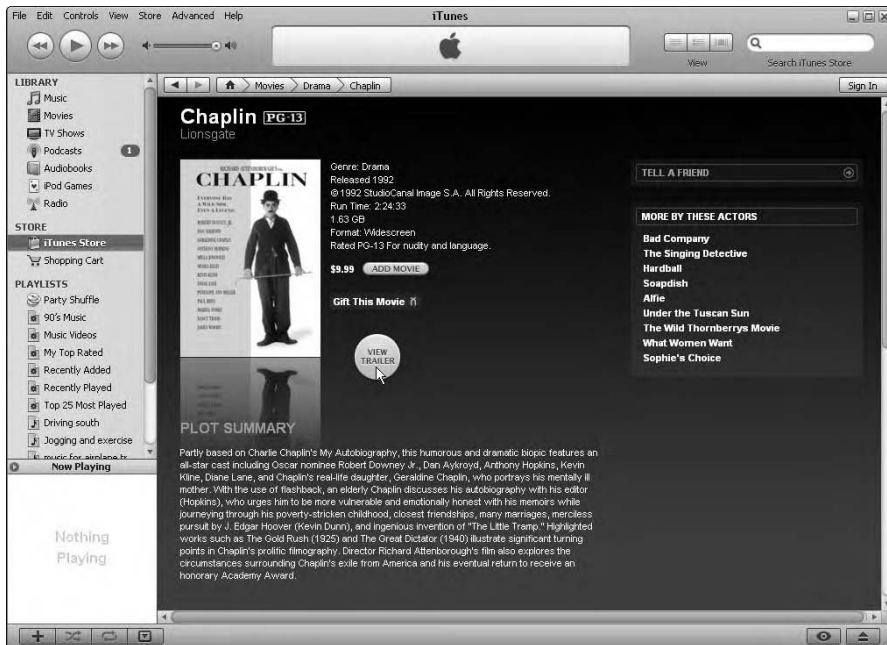 File Edit Controls View Store Advanced Help
iTunes
View
Search iTunes Store
LIBRARY
Music
Movies
TV Shows
Podcasts 1
Audiobooks
iPod Games
Radio
STORE
iTunes Store
Shopping Cart
PLAYLISTS
Party Shuffle
90's Music
Music Videos
My Top Rated
Recently Added
Recently Played
Top 25 Most Played
Driving south
Jogging and exercise
music for airplane tr
Now Playing
Nothing
Playing
Movies Drama Chaplin
Sign In
Chaplin PG-13
Lionsgate
CHAPLIN
Genre: Drama
Released 1992
© 1992 StudioCanal Image S.A. All Rights Reserved.
Run Time: 2:24:33
1.63 GB
Format: Widescreen
Rated PG-13 For nudity and language.
$9.99 ADD MOVIE
Gift This Movie
VIEW
TRAILER
TELL A FRIEND
MORE BY THESE ACTORS
Bad Company
The Singing Detective
Hardball
Soapdish
Alfie
Under the Tuscan Sun
The Wild Thornberrys Movie
What Women Want
Sophie's Choice
PLOT SUMMARY
Partly based on Charlie Chaplin's My Autobiography, this humorous and dramatic biopic features an
all-star cast including Oscar nominee Robert Downey Jr., Dan Aykroyd, Anthony Hopkins, Kevin
Kline, Diane Lane, and Chaplin's real-life daughter, Geraldine Chaplin, who portrays his mentally ill
mother. With the use of flashback, an elderly Chaplin discusses his autobiography with his editor
(Hopkins), who urges him to be more vulnerable and emotionally honest with his memoirs while
journeying through his poverty-stricken childhood, closest friendships, many marriages, merciless
pursuit by J. Edgar Hoover (Kevin Dunn), and ingenious invention of "The Little Tramp." Highlighted
works such as The Gold Rush (1925) and The Great Dictator (1940) illustrate significant turning
points in Chaplin's prolific filmography. Director Richard Attenborough's film also explores the
circumstances surrounding Chaplin's exile from America and his eventual return to receive an
honorary Academy Award.